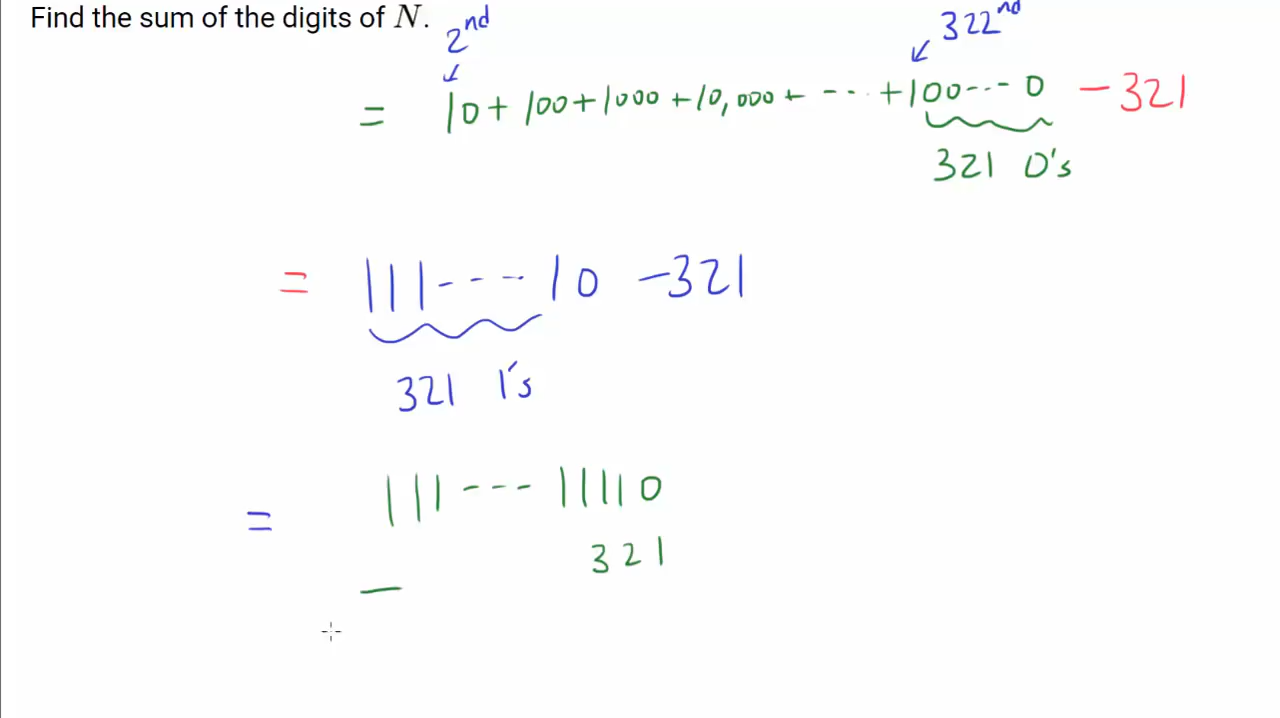 Find the sum of the digits of N.
2nd
322nd
= 10 + 100 + 1000 + 10,000 + --- + 100--- 0 - 321
321 0's
= 111---- 10 - 321
321 1's
= 111 --- 11110
321
—